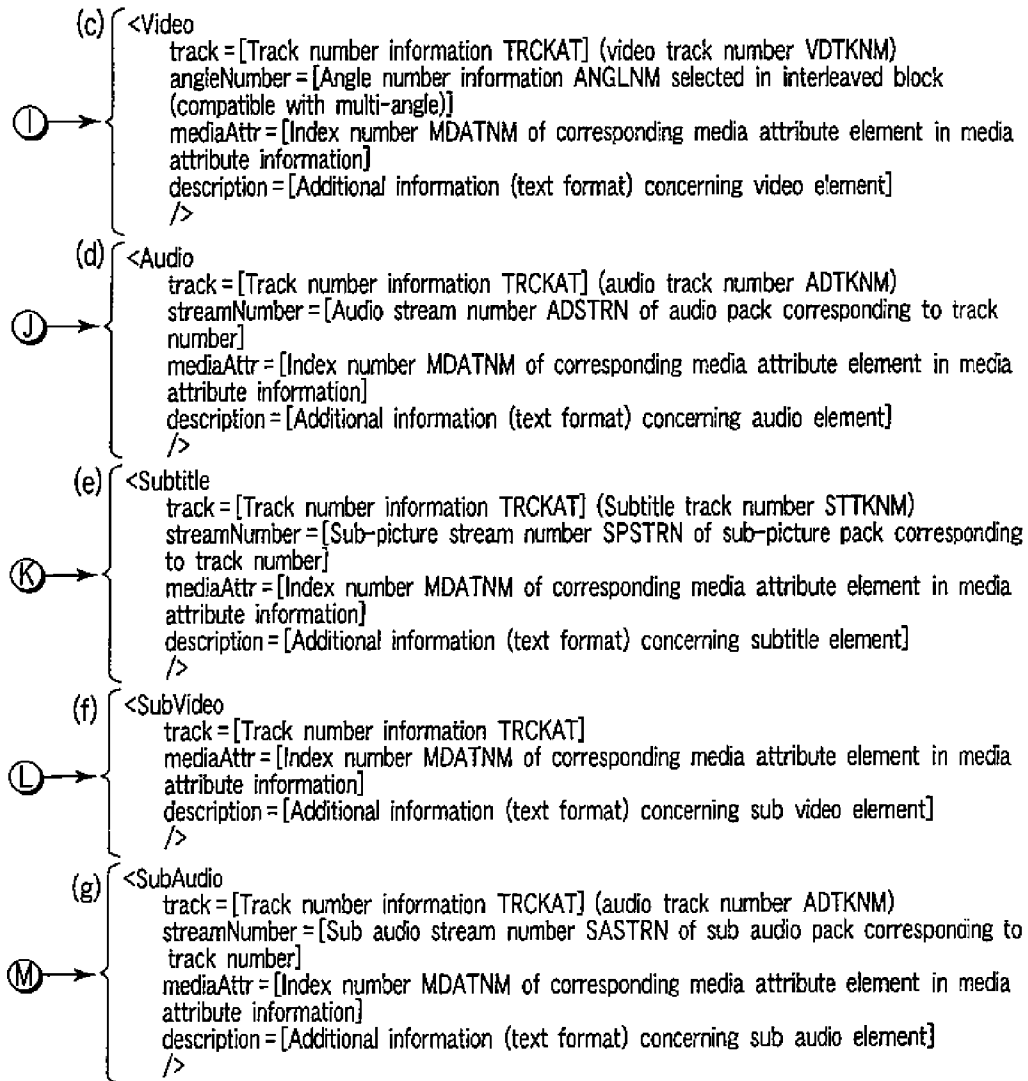 (c) <Video
track = [Track number information TRCKAT] (video track number VDTKNM)
angleNumber = [Angle number information ANGLNM selected in interleaved block
(compatible with multi-angle)]
I
mediaAttr = [Index number MDATNM of corresponding media attribute element in media
attribute information]
description = [Additional information (text format) concerning video element]
/>
(d) <Audio
track = [Track number information TRCKAT] (audio track number ADTKNM)
streamNumber = [Audio stream number ADSTRN of audio pack corresponding to track
number]
J
mediaAttr = [Index number MDATNM of corresponding media attribute element in media
attribute information]
description = [Additional information (text format) concerning audio element]
/>
(e) <Subtitle
track = [Track number information TRCKAT] (Subtitle track number STTKNM)
streamNumber = [Sub-picture stream number SPSTRN of sub-picture pack corresponding
to track number]
K
mediaAttr = [Index number MDATNM of corresponding media attribute element in media
attribute information]
description = [Additional information (text format) concerning subtitle element]
/>
(f) <SubVideo
track = [Track number information TRCKAT]
L
mediaAttr = [Index number MDATNM of corresponding media attribute element in media
attribute information]
description = [Additional information (text format) concerning sub video element]
/>
(g) <SubAudio
track = [Track number information TRCKAT] (audio track number ADTKNM)
streamNumber = [Sub audio stream number SASTRN of sub audio pack corresponding to
track number]
M
mediaAttr = [Index number MDATNM of corresponding media attribute element in media
attribute information]
description = [Additional information (text format) concerning sub audio element]
/>